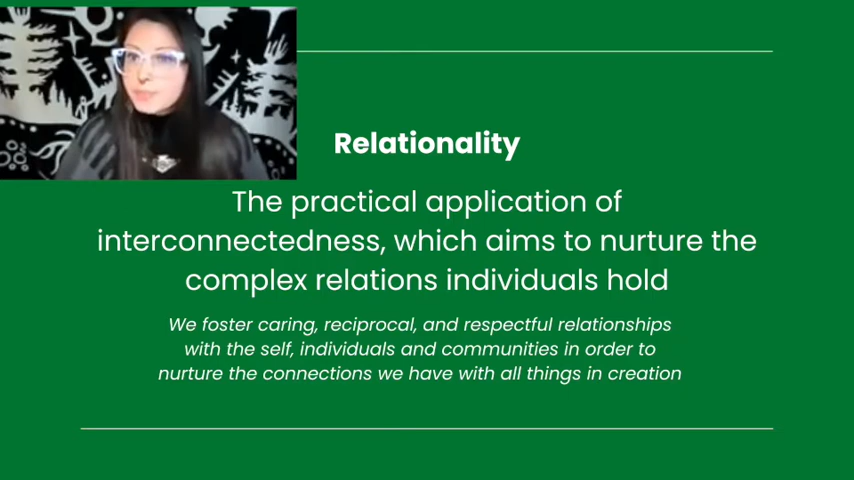 Relationality
The practical application of
interconnectedness, which aims to nurture the
complex relations individuals hold
We foster caring, reciprocal, and respectful relationships
with the self, individuals and communities in order to
nurture the connections we have with all things in creation